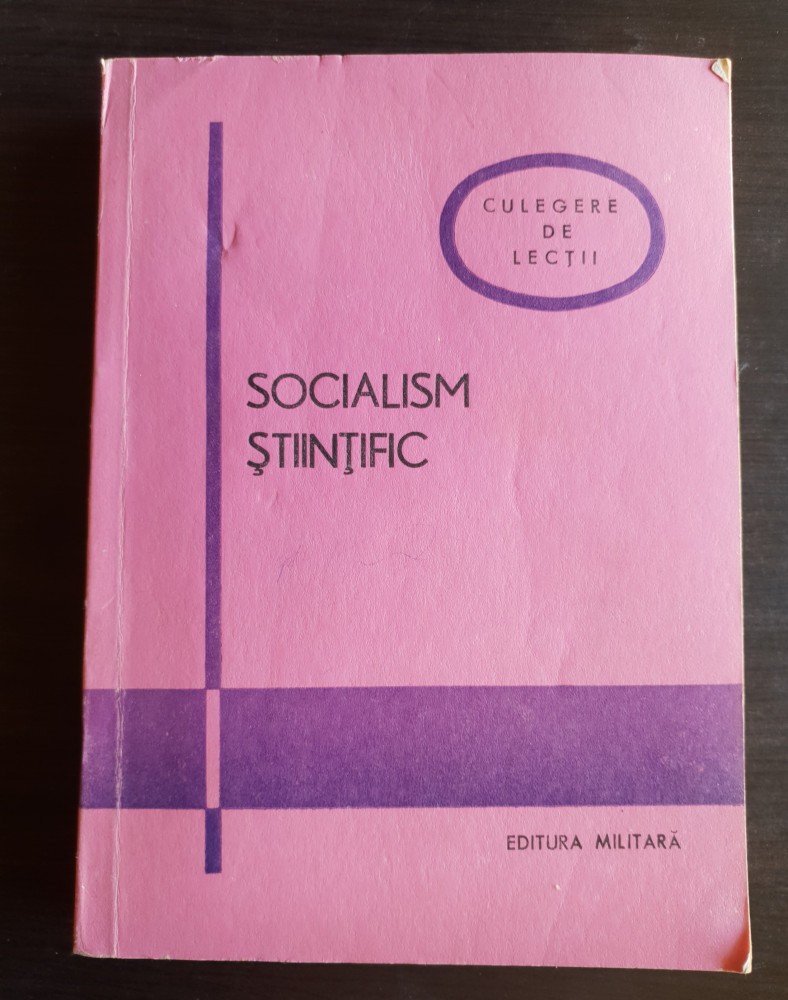 CULEGERE
DE
LECŢII
SOCIALISM
ŞTIINŢIFIC
EDITURA MILITARĂ